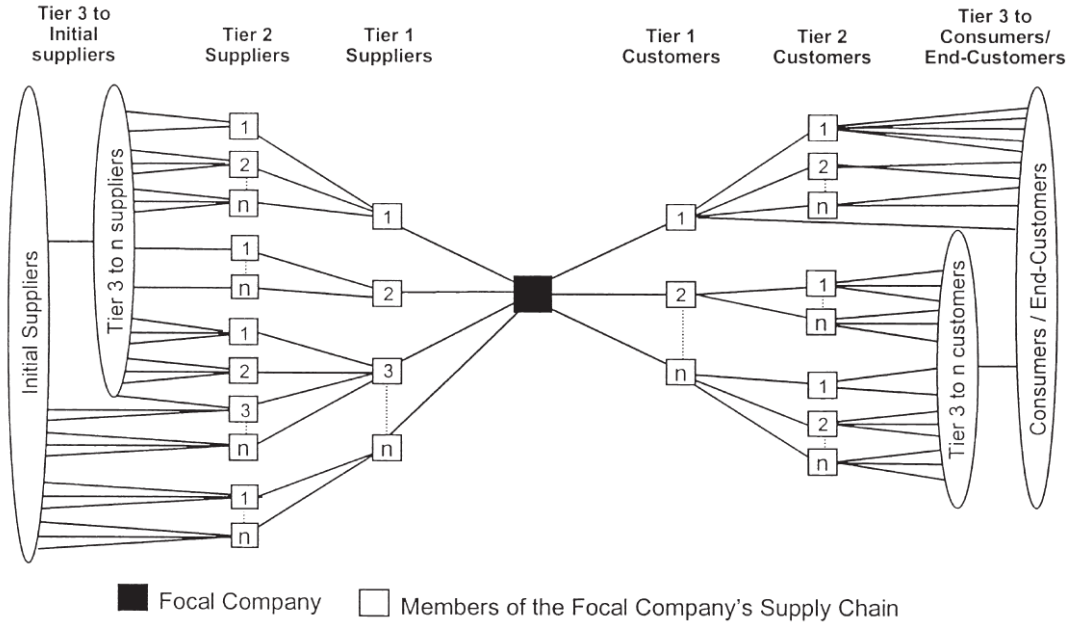 Tier 3 to
Initial
suppliers
Tier 2
Suppliers
Tier 1
Suppliers
Tier 1
Customers
Tier 2
Customers
Tier 3 to
Consumers/
End-Customers
Initial Suppliers
Tier 3 to n suppliers
1
2
n
1
n
1
2
3
n
1
n
1
2
3
n
1
2
n
1
2
n
1
n
1
2
n
Tier 3 to n customers
Consumers / End-Customers
Focal Company
Members of the Focal Company's Supply Chain